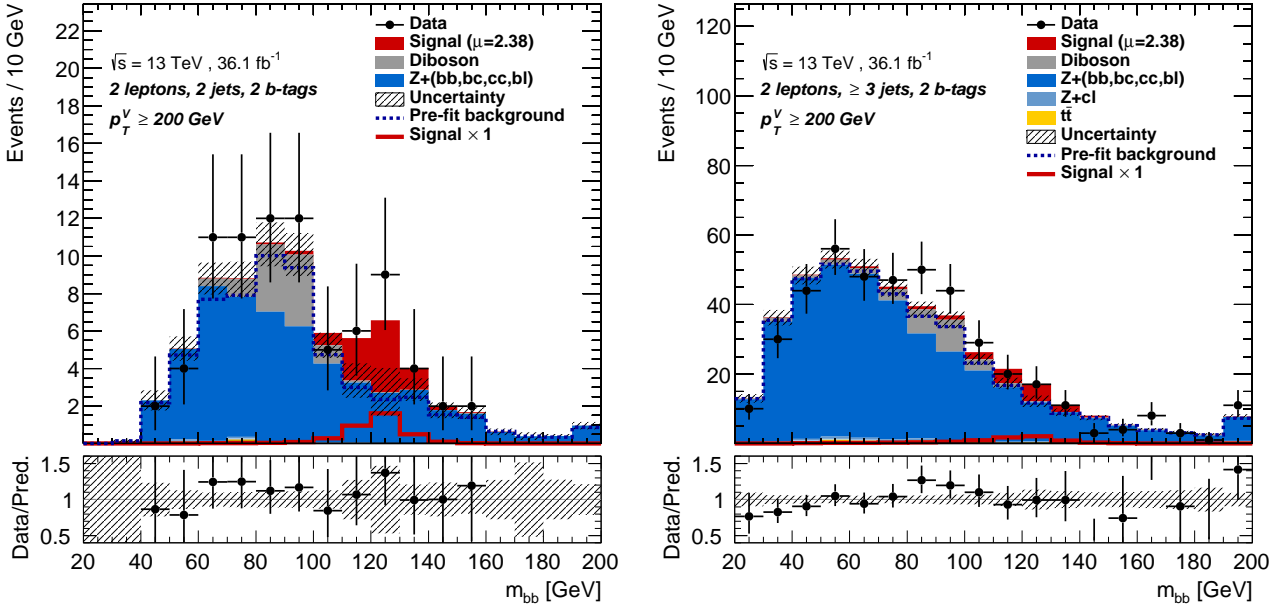 Events / 10 GeV
22
20
18
16
14
12
10
8
6
4
2
√s = 13 TeV , 36.1 fb⁻¹
2 leptons, 2 jets, 2 b-tags
p_T^V ≥ 200 GeV
Data
Signal (μ=2.38)
Diboson
Z+(bb,bc,cc,bl)
Uncertainty
Pre-fit background
Signal × 1
Data/Pred.
1.5
1
0.5
20 40 60 80 100 120 140 160 180 200
m_bb [GeV]
Events / 10 GeV
120
100
80
60
40
20
√s = 13 TeV , 36.1 fb⁻¹
2 leptons, ≥ 3 jets, 2 b-tags
p_T^V ≥ 200 GeV
Data
Signal (μ=2.38)
Diboson
Z+(bb,bc,cc,bl)
Z+cl
tt̄
Uncertainty
Pre-fit background
Signal × 1
Data/Pred.
1.5
1
0.5
20 40 60 80 100 120 140 160 180 200
m_bb [GeV]